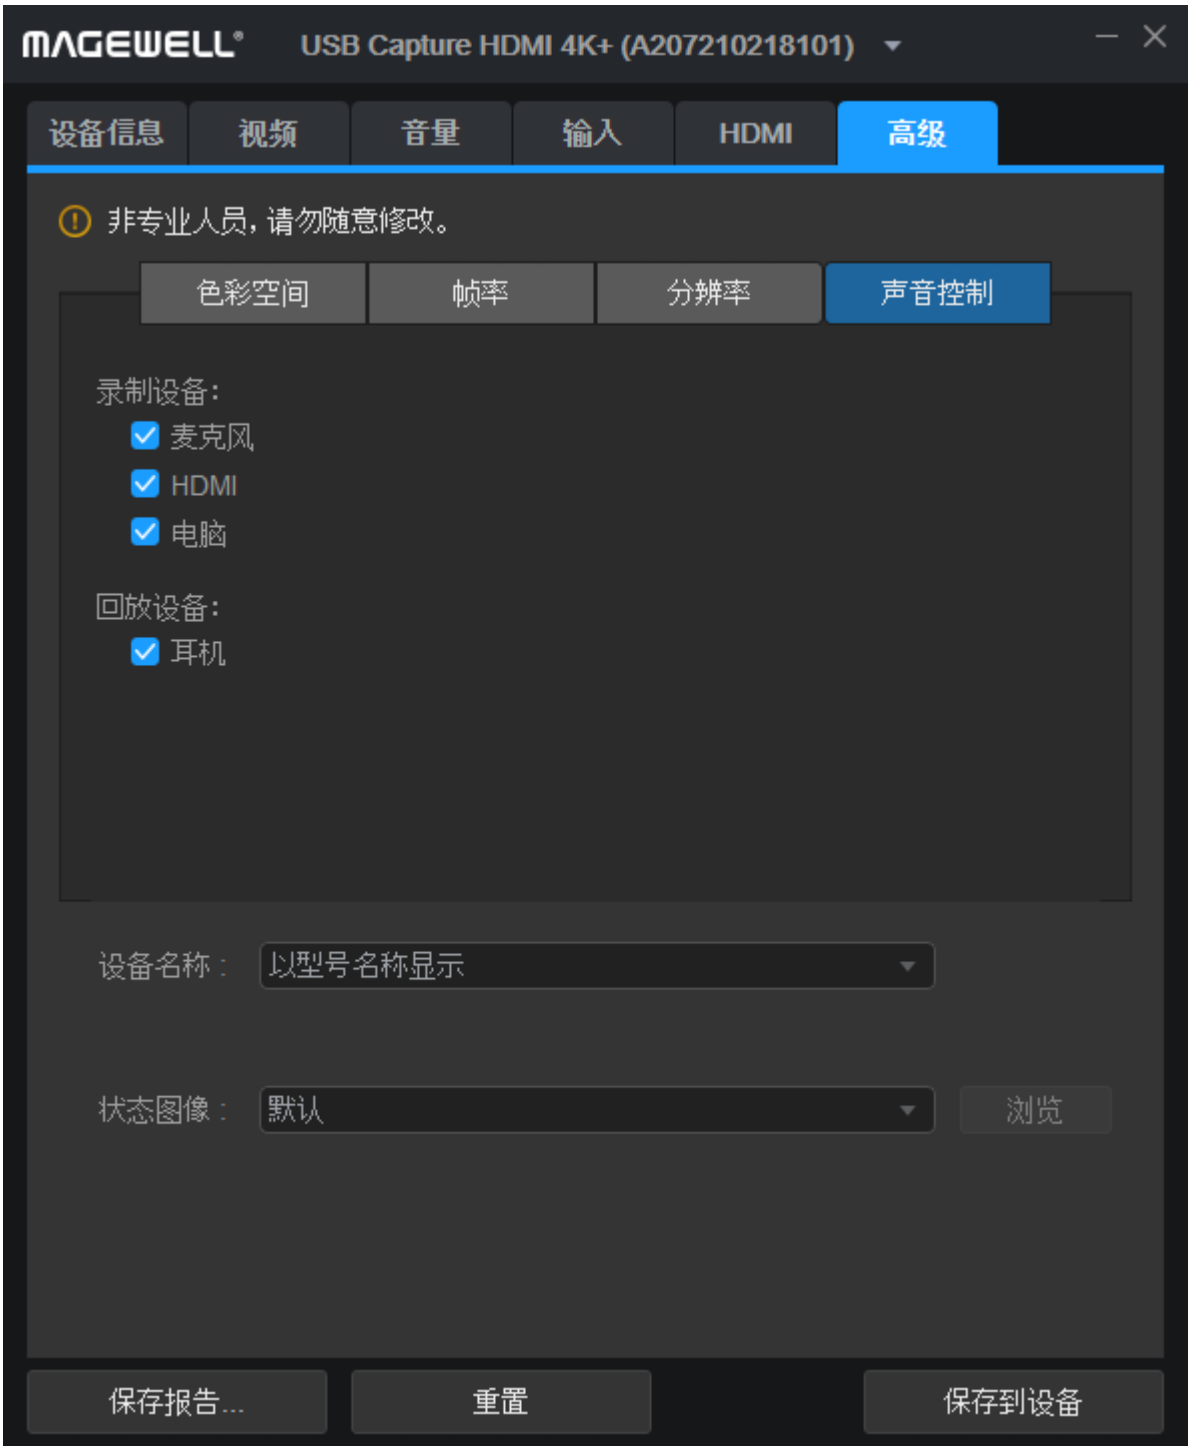 MAGEWELL® USB Capture HDMI 4K+ (A207210218101)
设备信息 视频 音量 输入 HDMI 高级
非专业人员，请勿随意修改。
色彩空间 帧率 分辨率 声音控制
录制设备：
麦克风
HDMI
电脑
回放设备：
耳机
设备名称： 以型号名称显示
状态图像： 默认 浏览
保存报告... 重置 保存到设备